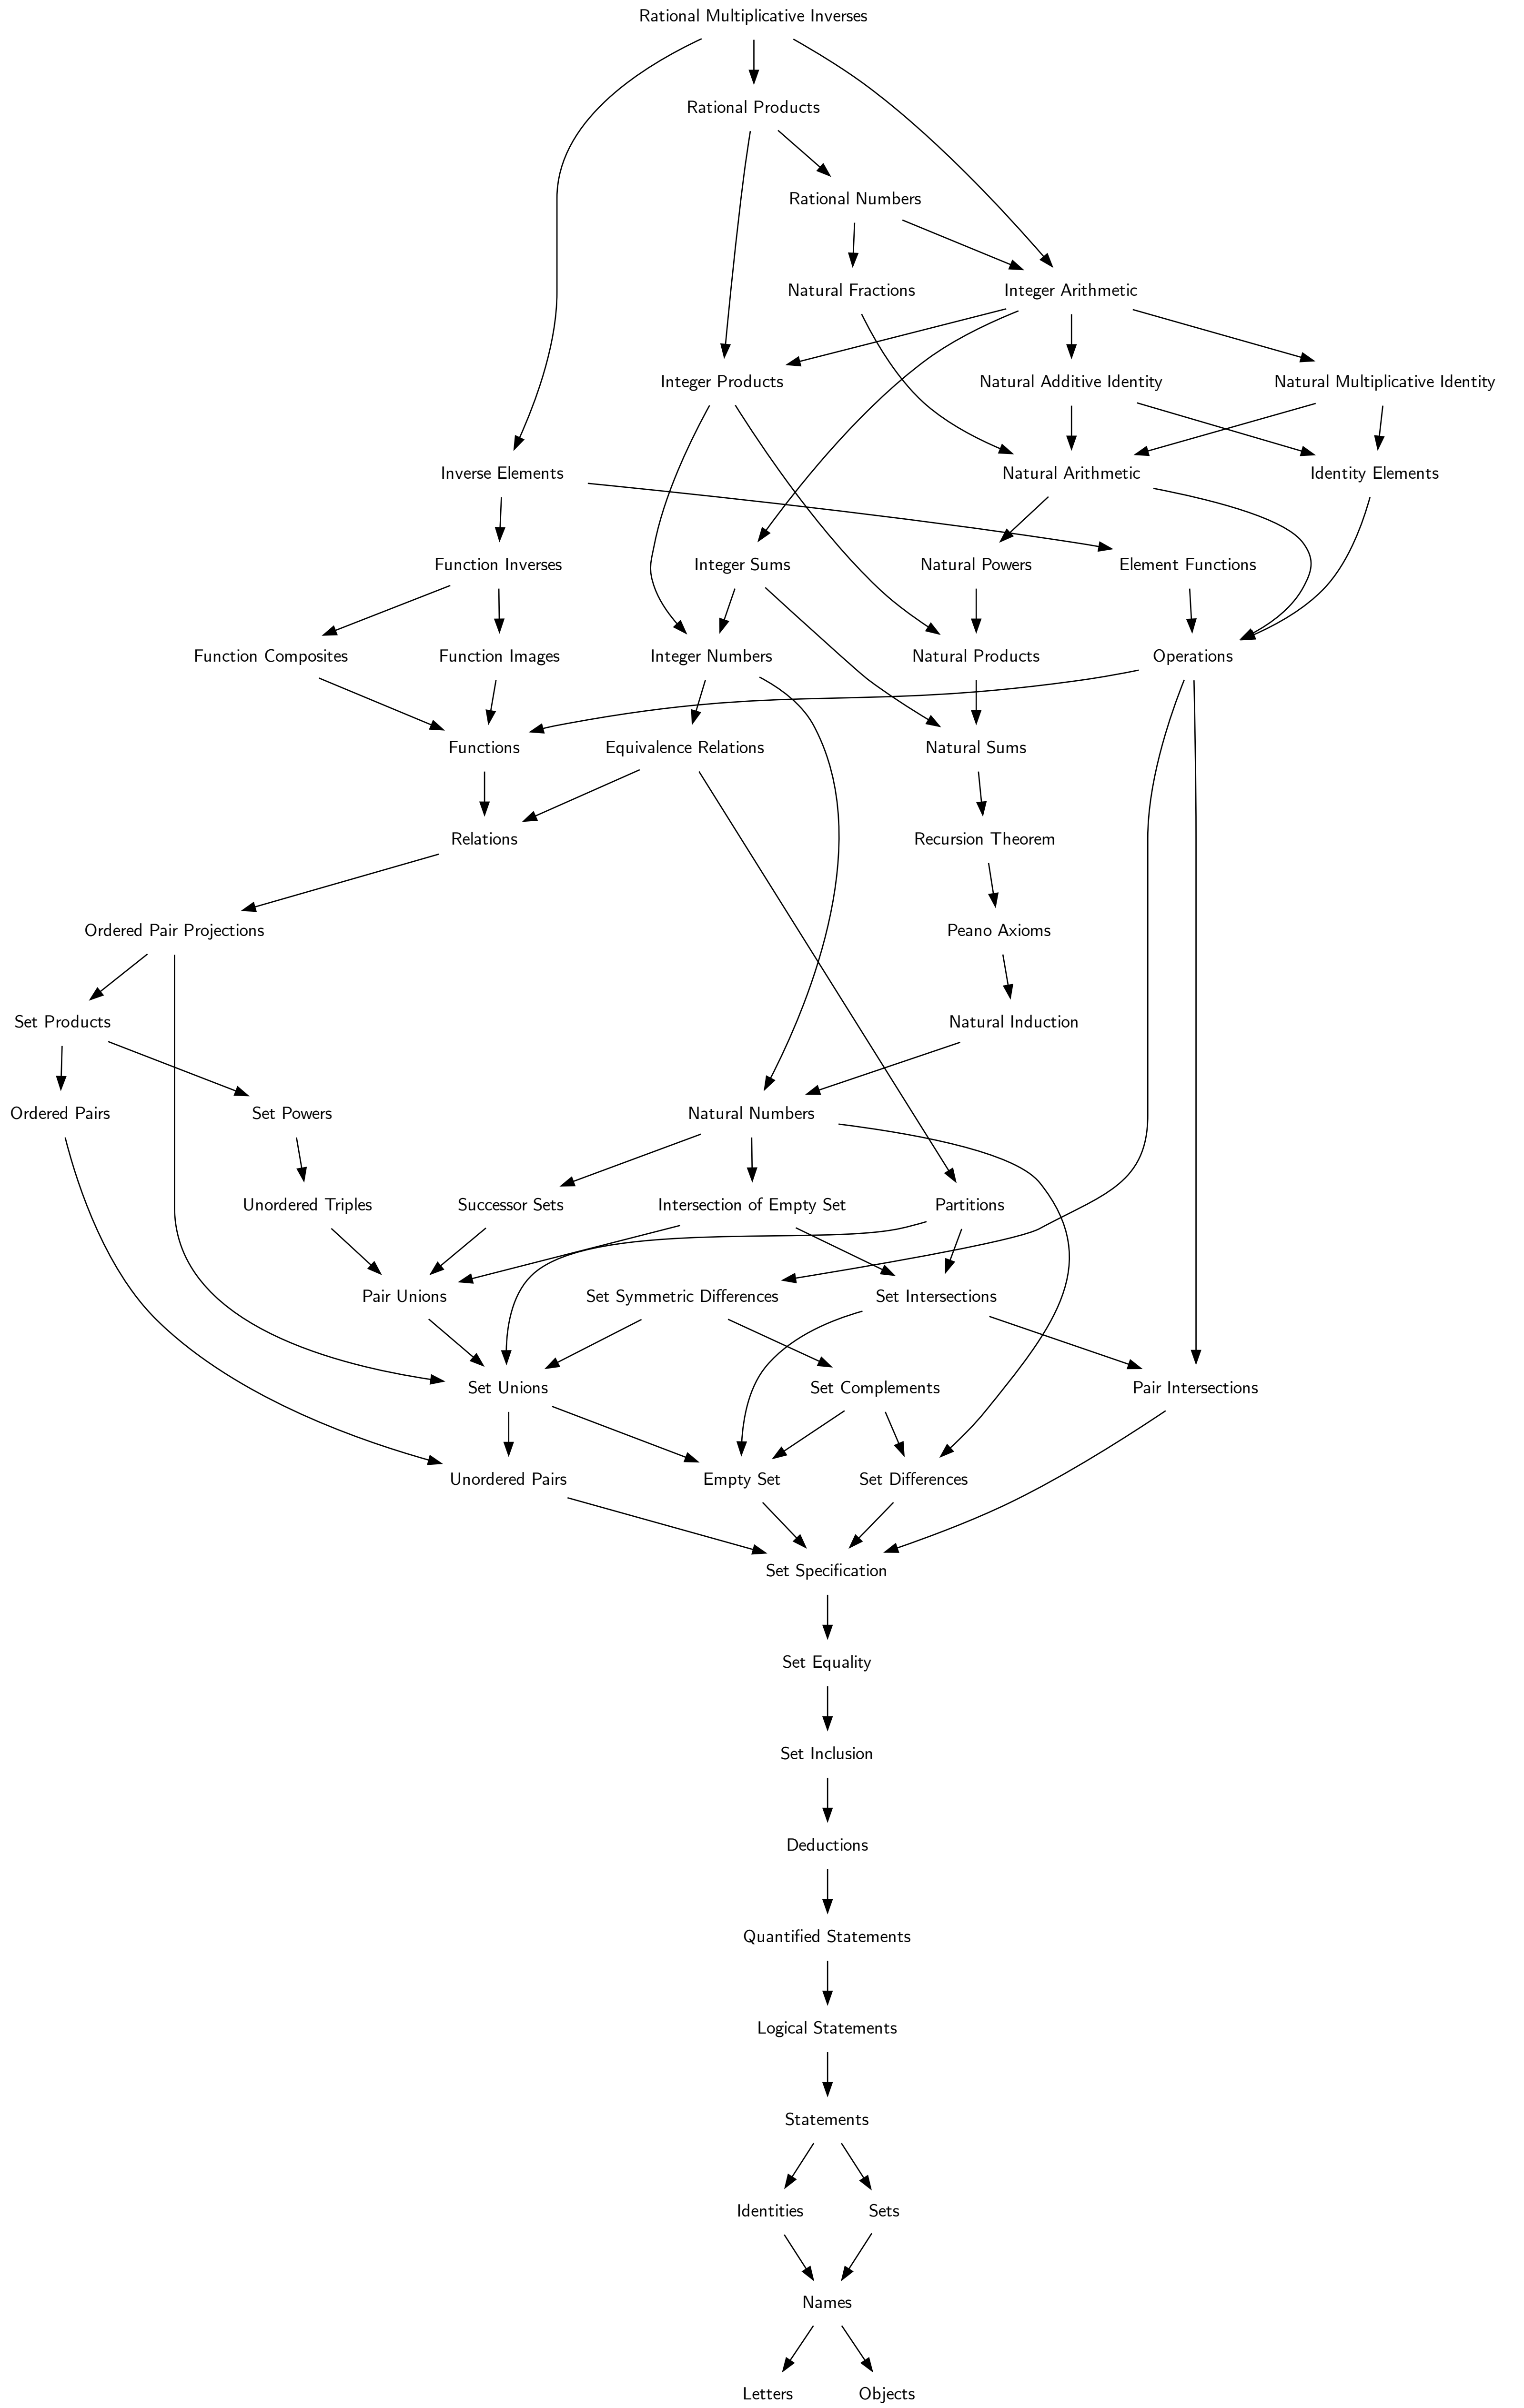 Rational Multiplicative Inverses
Rational Products
Rational Numbers
Natural Fractions
Integer Arithmetic
Integer Products
Natural Additive Identity
Natural Multiplicative Identity
Inverse Elements
Natural Arithmetic
Identity Elements
Function Inverses
Integer Sums
Natural Powers
Element Functions
Function Composites
Function Images
Integer Numbers
Natural Products
Operations
Functions
Equivalence Relations
Natural Sums
Relations
Recursion Theorem
Ordered Pair Projections
Peano Axioms
Set Products
Natural Induction
Ordered Pairs
Set Powers
Natural Numbers
Unordered Triples
Successor Sets
Intersection of Empty Set
Partitions
Pair Unions
Set Symmetric Differences
Set Intersections
Set Unions
Set Complements
Pair Intersections
Unordered Pairs
Empty Set
Set Differences
Set Specification
Set Equality
Set Inclusion
Deductions
Quantified Statements
Logical Statements
Statements
Identities
Sets
Names
Letters
Objects